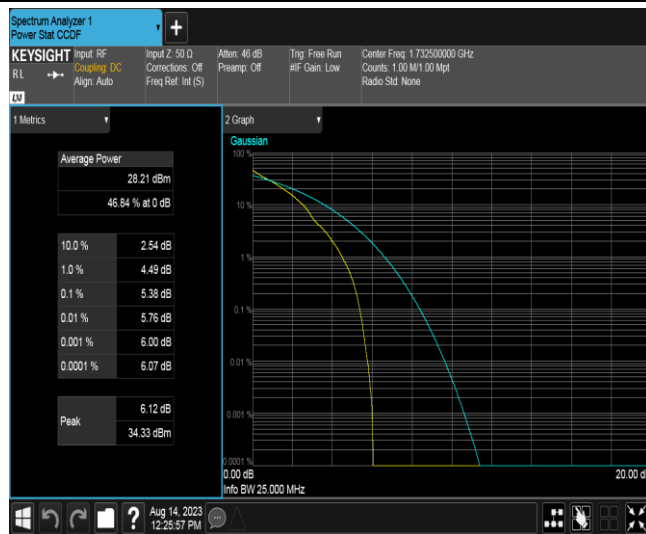 Spectrum Analyzer 1
Power Stat CCDF
+
KEYSIGHT
RL
Input: RF
Coupling: DC
Align: Auto
Input Z: 50 Ω
Corrections: Off
Freq Ref: Int (S)
Atten: 46 dB
Preamp: Off
Trig: Free Run
#IF Gain: Low
Center Freq: 1.732500000 GHz
Counts: 1.00 M/1.00 Mpt
Radio Std: None
1 Metrics
Average Power
28.21 dBm
46.84 % at 0 dB
10.0 % 2.54 dB
1.0 % 4.49 dB
0.1 % 5.38 dB
0.01 % 5.76 dB
0.001 % 6.00 dB
0.0001 % 6.07 dB
Peak
6.12 dB
34.33 dBm
2 Graph
Gaussian
100 %
10 %
1 %
0.1 %
0.01 %
0.001 %
0.0001 %
0.00 dB
20.00 d
Info BW 25.000 MHz
?
Aug 14, 2023
12:25:57 PM